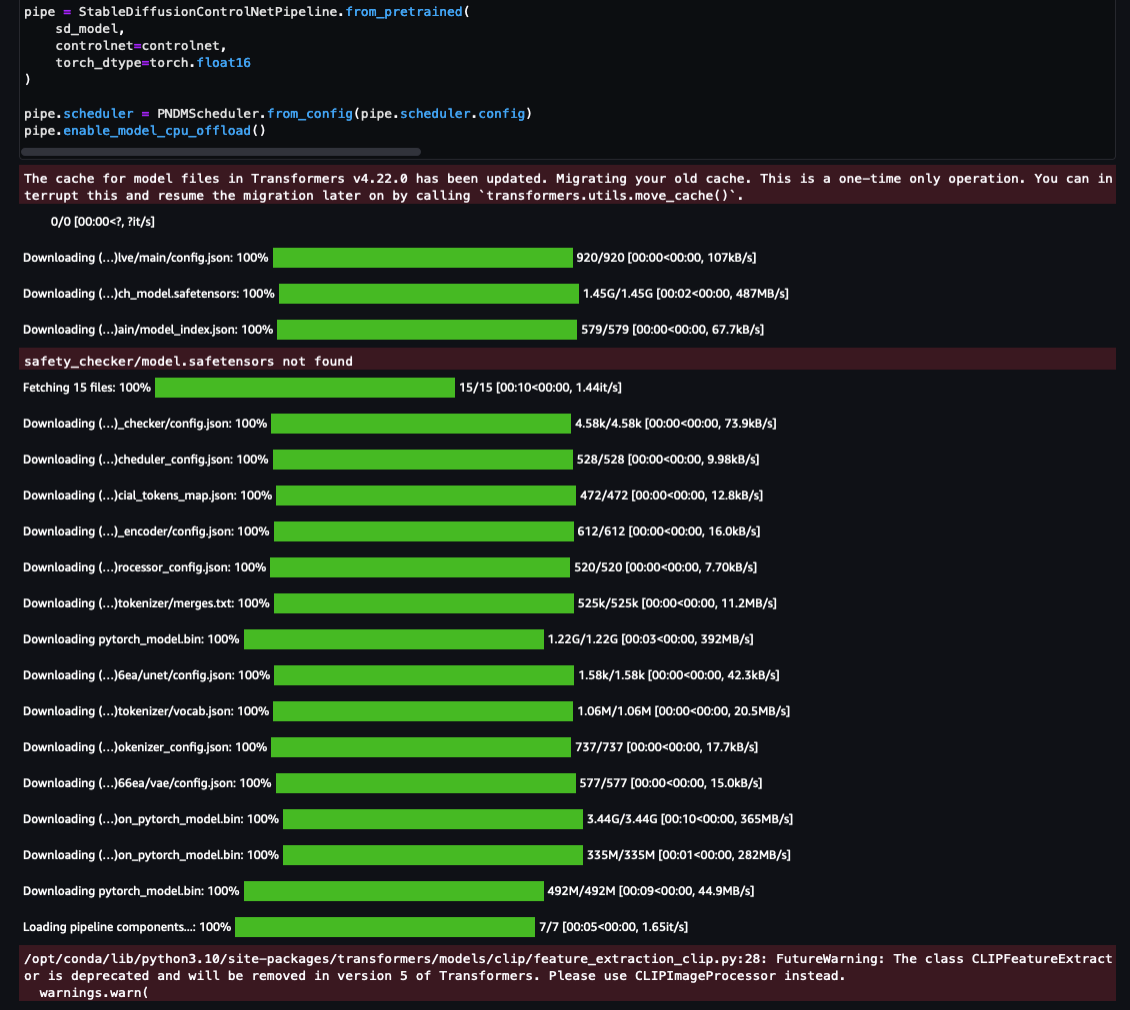 pipe = StableDiffusionControlNetPipeline.from_pretrained(
    sd_model,
    controlnet=controlnet,
    torch_dtype=torch.float16
)
pipe.scheduler = PNDMScheduler.from_config(pipe.scheduler.config)
pipe.enable_model_cpu_offload()
The cache for model files in Transformers v4.22.0 has been updated. Migrating your old cache. This is a one-time only operation. You can in
terrupt this and resume the migration later on by calling `transformers.utils.move_cache()`.
0/0 [00:00<?, ?it/s]
Downloading (...)lve/main/config.json: 100% 920/920 [00:00<00:00, 107kB/s]
Downloading (...)ch_model.safetensors: 100% 1.45G/1.45G [00:02<00:00, 487MB/s]
Downloading (...)ain/model_index.json: 100% 579/579 [00:00<00:00, 67.7kB/s]
safety_checker/model.safetensors not found
Fetching 15 files: 100% 15/15 [00:10<00:00, 1.44it/s]
Downloading (...)_checker/config.json: 100% 4.58k/4.58k [00:00<00:00, 73.9kB/s]
Downloading (...)cheduler_config.json: 100% 528/528 [00:00<00:00, 9.98kB/s]
Downloading (...)cial_tokens_map.json: 100% 472/472 [00:00<00:00, 12.8kB/s]
Downloading (...)_encoder/config.json: 100% 612/612 [00:00<00:00, 16.0kB/s]
Downloading (...)rocessor_config.json: 100% 520/520 [00:00<00:00, 7.70kB/s]
Downloading (...)tokenizer/merges.txt: 100% 525k/525k [00:00<00:00, 11.2MB/s]
Downloading pytorch_model.bin: 100% 1.22G/1.22G [00:03<00:00, 392MB/s]
Downloading (...)6ea/unet/config.json: 100% 1.58k/1.58k [00:00<00:00, 42.3kB/s]
Downloading (...)tokenizer/vocab.json: 100% 1.06M/1.06M [00:00<00:00, 20.5MB/s]
Downloading (...)okenizer_config.json: 100% 737/737 [00:00<00:00, 17.7kB/s]
Downloading (...)66ea/vae/config.json: 100% 577/577 [00:00<00:00, 15.0kB/s]
Downloading (...)on_pytorch_model.bin: 100% 3.44G/3.44G [00:10<00:00, 365MB/s]
Downloading (...)on_pytorch_model.bin: 100% 335M/335M [00:01<00:00, 282MB/s]
Downloading pytorch_model.bin: 100% 492M/492M [00:09<00:00, 44.9MB/s]
Loading pipeline components...: 100% 7/7 [00:05<00:00, 1.65it/s]
/opt/conda/lib/python3.10/site-packages/transformers/models/clip/feature_extraction_clip.py:28: FutureWarning: The class CLIPFeatureExtract
or is deprecated and will be removed in version 5 of Transformers. Please use CLIPImageProcessor instead.
  warnings.warn(